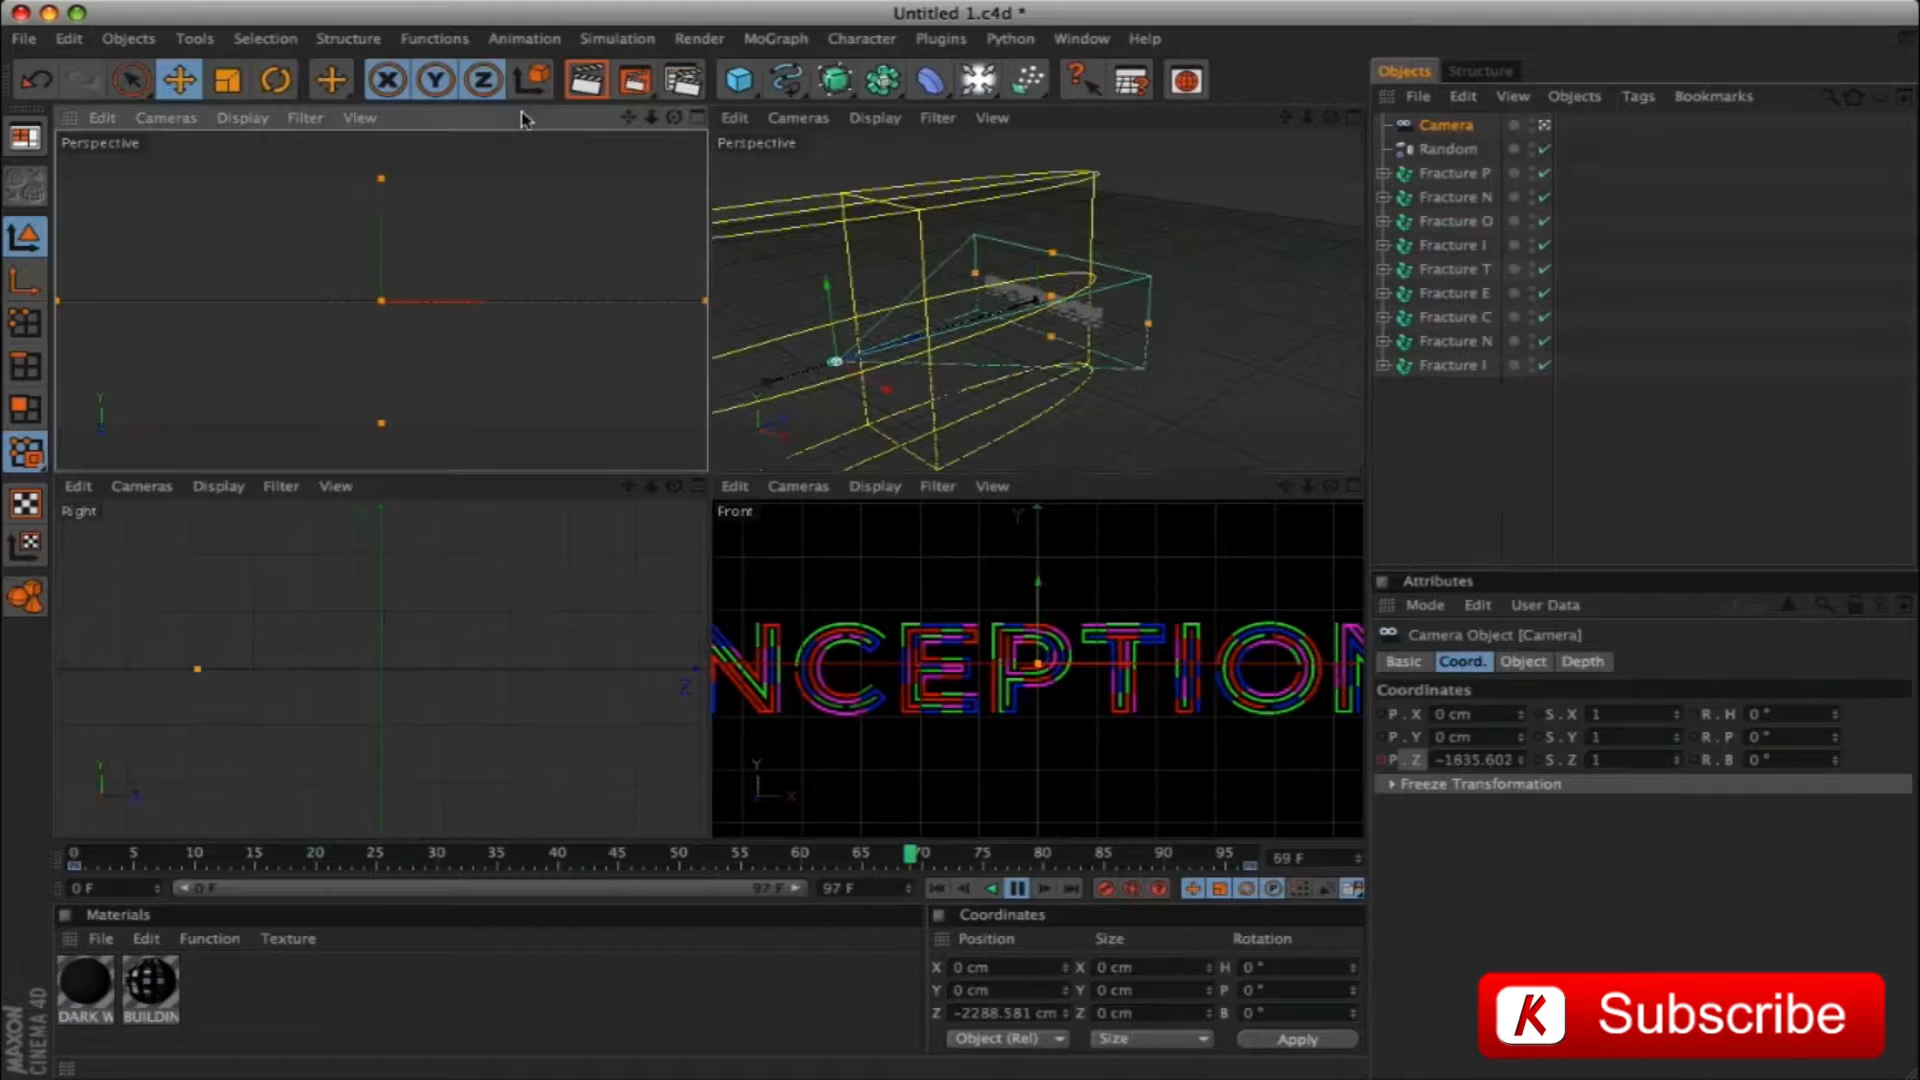 Untitled 1.c4d *
File Edit Objects Tools Selection Structure Functions Animation Simulation Render MoGraph Character Plugins Python Window Help
X Y Z
Objects Structure
File Edit View Objects Tags Bookmarks
Camera
Random
Fracture P
Fracture N
Fracture O
Fracture I
Fracture T
Fracture E
Fracture C
Fracture N
Fracture I
Edit Cameras Display Filter View
Perspective
Y
Edit Cameras Display Filter View
Perspective
Edit Cameras Display Filter View
Right
Z
Y
Edit Cameras Display Filter View
Front
Y
NCEPTION
Y
X
Attributes
Mode Edit User Data
Camera Object [Camera]
Basic Coord. Object Depth
Coordinates
P . X 0 cm S . X 1 R . H 0 °
P . Y 0 cm S . Y 1 R . P 0 °
P . Z -1835.602 S . Z 1 R . B 0 °
Freeze Transformation
0 5 10 15 20 25 30 35 40 45 50 55 60 65 70 75 80 85 90 95 69 F
0 F 0 F 97 F 97 F
Materials
File Edit Function Texture
DARK W BUILDIN
Coordinates
Position Size Rotation
X 0 cm X 0 cm H 0 °
Y 0 cm Y 0 cm P 0 °
Z -2288.581 cm Z 0 cm B 0 °
Object (Rel) Size Apply
MAXON
CINEMA 4D
K Subscribe